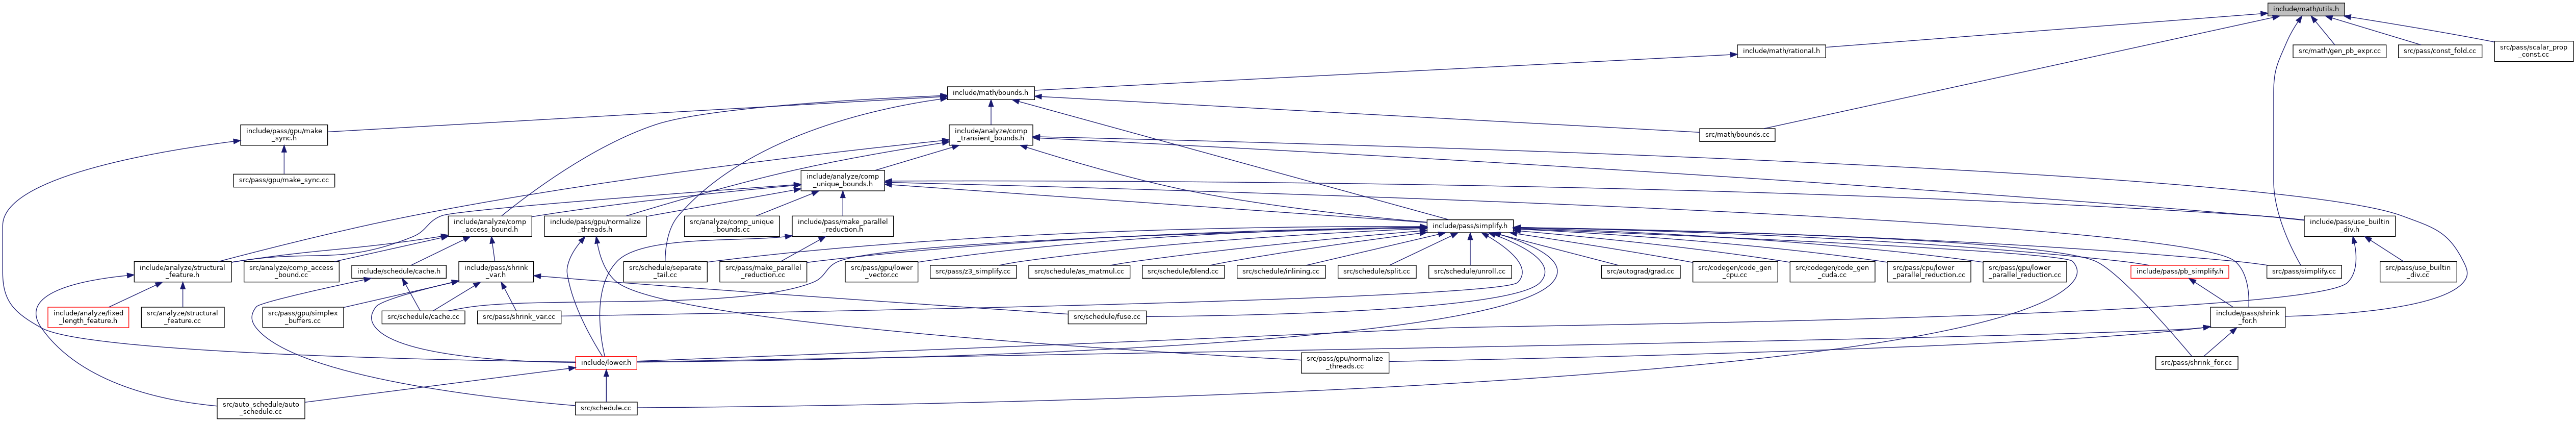 include/math/utils.h
include/math/rational.h
src/math/gen_pb_expr.cc
src/pass/const_fold.cc
src/pass/scalar_prop
_const.cc
include/math/bounds.h
include/pass/gpu/make
_sync.h
include/analyze/comp
_transient_bounds.h
src/math/bounds.cc
src/pass/gpu/make_sync.cc
include/analyze/comp
_unique_bounds.h
include/analyze/comp
_access_bound.h
include/pass/gpu/normalize
_threads.h
src/analyze/comp_unique
_bounds.cc
include/pass/make_parallel
_reduction.h
include/pass/simplify.h
include/pass/use_builtin
_div.h
include/analyze/structural
_feature.h
src/analyze/comp_access
_bound.cc
include/schedule/cache.h
include/pass/shrink
_var.h
src/schedule/separate
_tail.cc
src/pass/make_parallel
_reduction.cc
src/pass/gpu/lower
_vector.cc
src/pass/z3_simplify.cc
src/schedule/as_matmul.cc
src/schedule/blend.cc
src/schedule/inlining.cc
src/schedule/split.cc
src/schedule/unroll.cc
src/autograd/grad.cc
src/codegen/code_gen
_cpu.cc
src/codegen/code_gen
_cuda.cc
src/pass/cpu/lower
_parallel_reduction.cc
src/pass/gpu/lower
_parallel_reduction.cc
include/pass/pb_simplify.h
src/pass/simplify.cc
src/pass/use_builtin
_div.cc
include/analyze/fixed
_length_feature.h
src/analyze/structural
_feature.cc
src/pass/gpu/simplex
_buffers.cc
src/schedule/cache.cc
src/pass/shrink_var.cc
src/schedule/fuse.cc
include/pass/shrink
_for.h
include/lower.h
src/pass/gpu/normalize
_threads.cc
src/pass/shrink_for.cc
src/auto_schedule/auto
_schedule.cc
src/schedule.cc